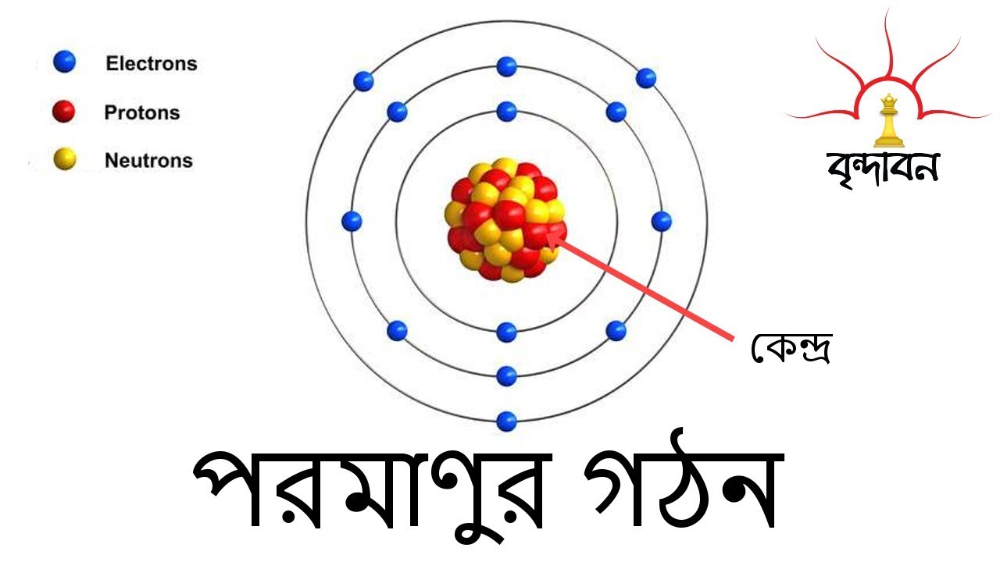 Electrons
Protons
Neutrons
বৃন্দাবন
কেন্দ্র
পরমাণুর গঠন